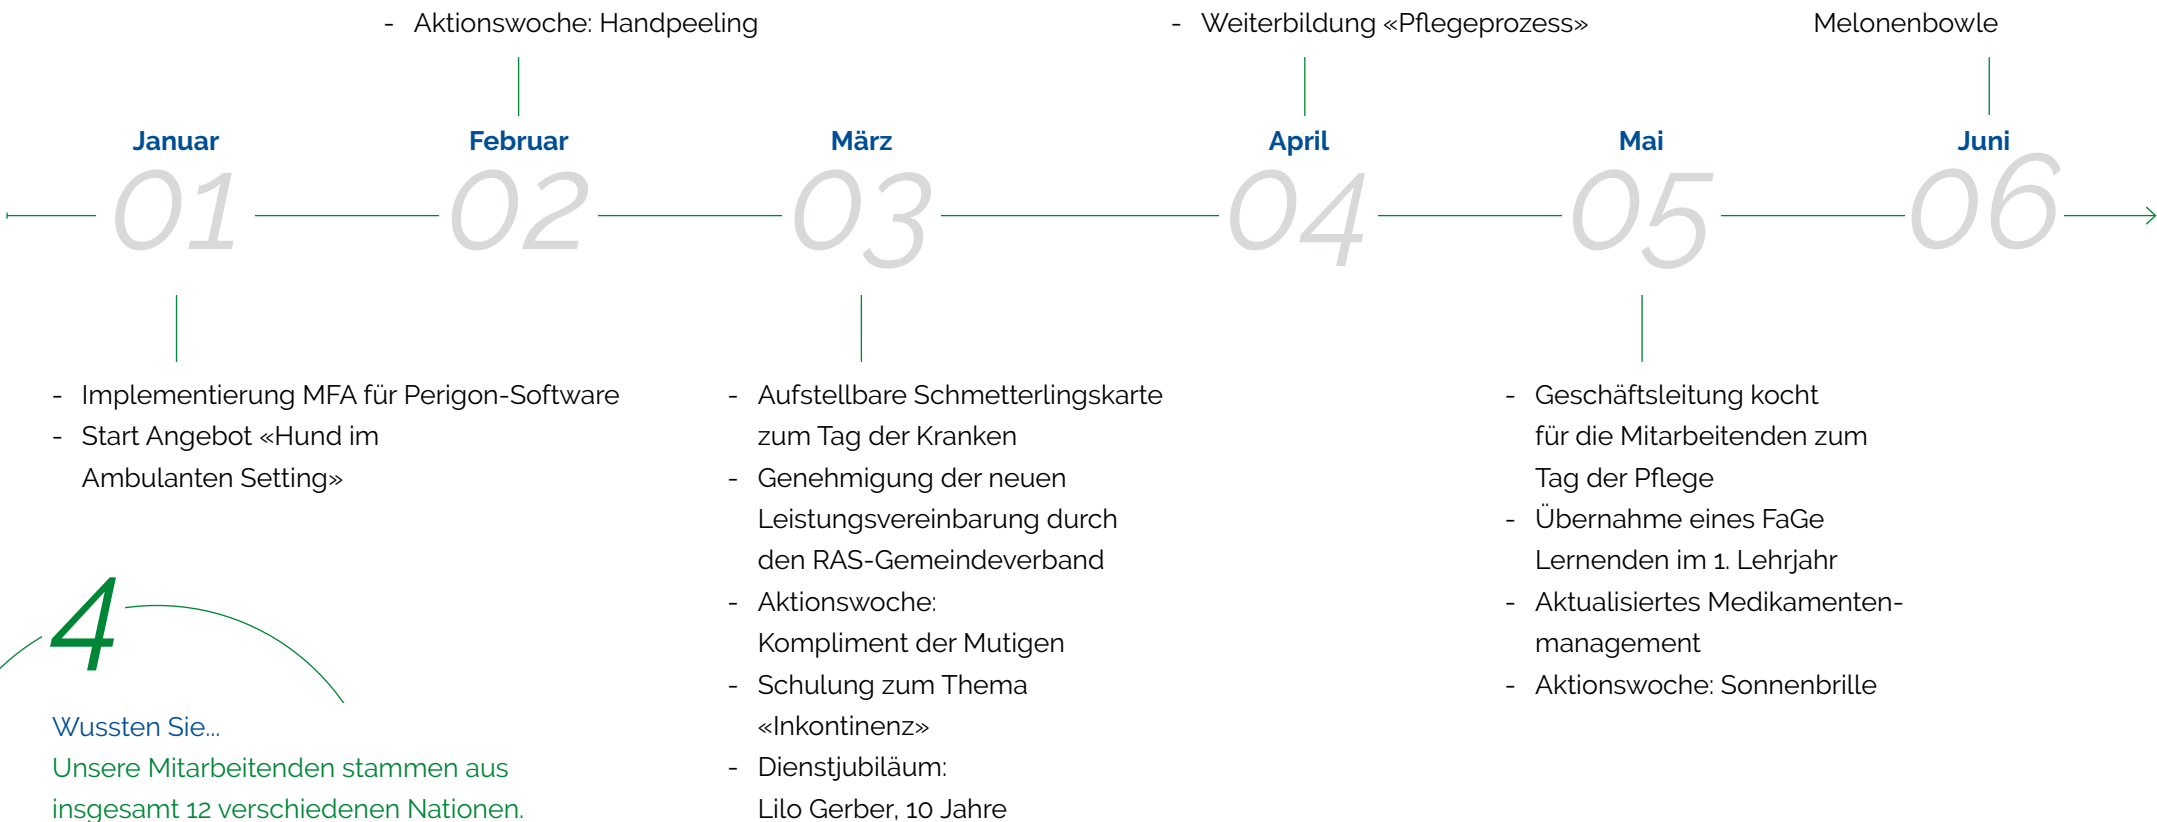 - Aktionswoche: Handpeeling
- Weiterbildung «Pflegeprozess»
Melonenbowle
Januar
01
Februar
02
März
03
April
04
Mai
05
Juni
06
- Implementierung MFA für Perigon-Software
- Start Angebot «Hund im
Ambulanten Setting»
4
Wussten Sie...
Unsere Mitarbeitenden stammen aus
insgesamt 12 verschiedenen Nationen.
- Aufstellbare Schmetterlingskarte
zum Tag der Kranken
- Genehmigung der neuen
Leistungsvereinbarung durch
den RAS-Gemeindeverband
- Aktionswoche:
Kompliment der Mutigen
- Schulung zum Thema
«Inkontinenz»
- Dienstjubiläum:
Lilo Gerber, 10 Jahre
- Geschäftsleitung kocht
für die Mitarbeitenden zum
Tag der Pflege
- Übernahme eines FaGe
Lernenden im 1. Lehrjahr
- Aktualisiertes Medikamenten-
management
- Aktionswoche: Sonnenbrille